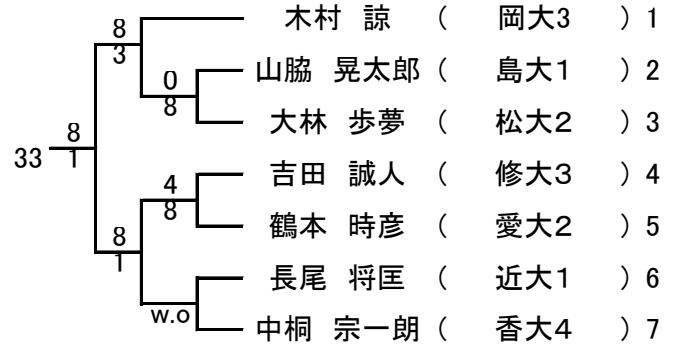 8 木村 諒 ( 岡大3 ) 1
3
0 山脇 晃太郎 ( 島大1 ) 2
8
大林 歩夢 ( 松大2 ) 3
8
33
1
4 吉田 誠人 ( 修大3 ) 4
8
鶴本 時彦 ( 愛大2 ) 5
8
1
長尾 将匡 ( 近大1 ) 6
w.o
中桐 宗一朗 ( 香大4 ) 7